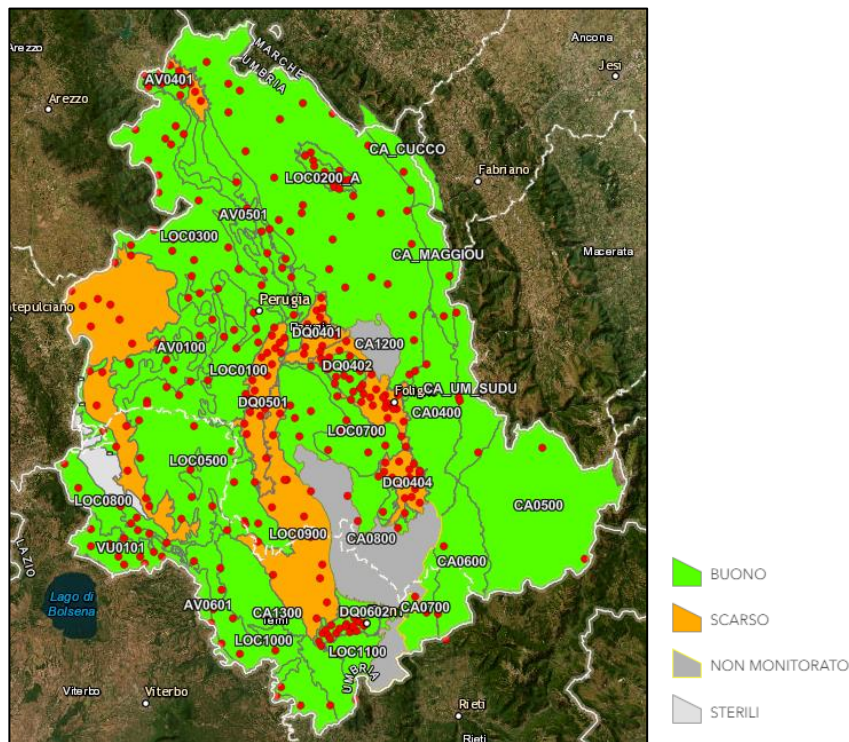 Ancona
Arezzo
MARCHE
UMBRIA
Jesi
AV0401
Arezzo
CA_CUCCO
Fabriano
LOC0200_A
AV0501
LOC0300
CA_MAGGIOU
Macerata
tepulciano
Perugia
DQ0401
CA1200
AV0100
LOC0100
DQ0402
CA_UM_SUDU
DQ0501
CA0400
LOC0700
LOC0500
DQ0404
LOC0800
CA0500
LOC0900
CA0800
VU0101
CA0600
LAZIO
BUONO
Lago di
Bolsena
AV0601
CA1300
DQ0602
CA0700
SCARSO
LOC1000
LOC1100
NON MONITORATO
UMBRIA
Viterbo
Viterbo
Rieti
STERILI
Rieti